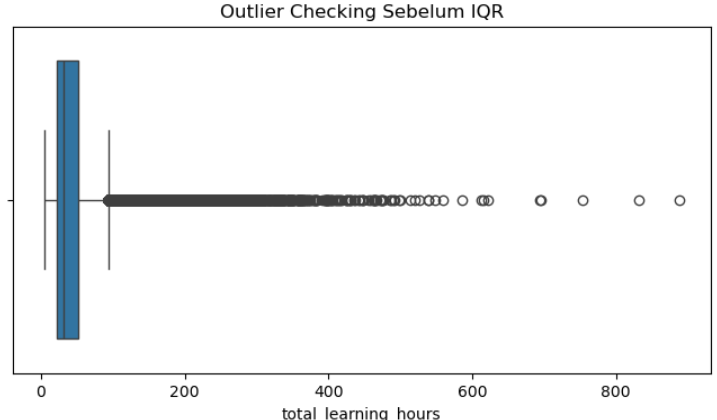 Outlier Checking Sebelum IQR
0 200 400 600 800
total_learning_hours